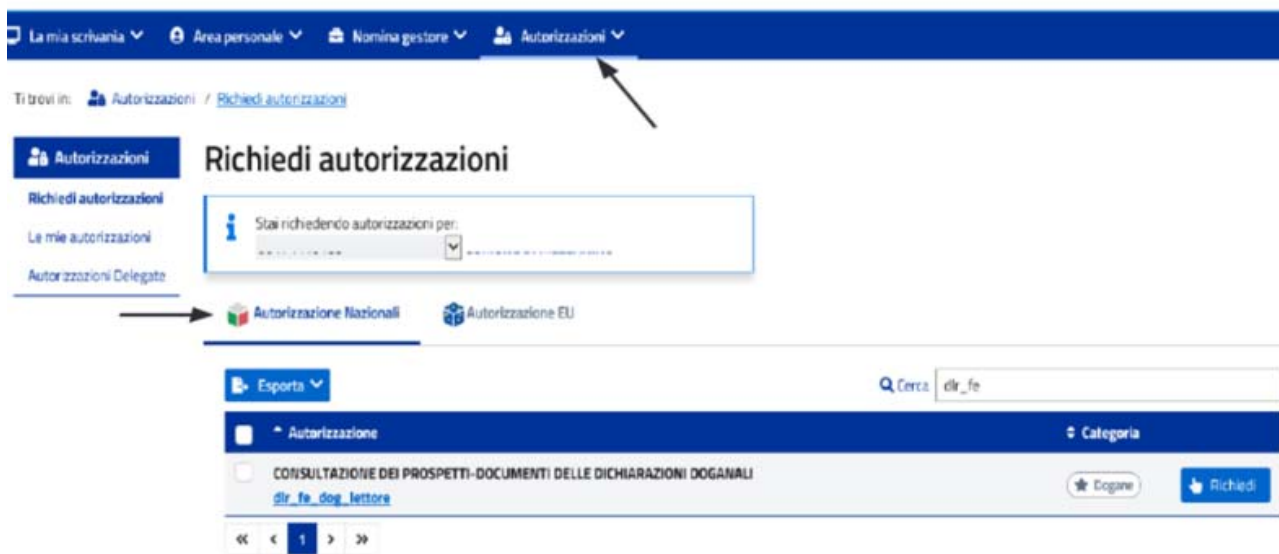 La mia scrivania Area personale Nomina gestore Autorizzazioni
Ti trovi in: Autorizzazioni / Richiedi autorizzazioni
Autorizzazioni
Richiedi autorizzazioni
Le mie autorizzazioni
Autorizzazioni Delegate
Richiedi autorizzazioni
Stai richiedendo autorizzazioni per:
Autorizzazione Nazionali Autorizzazione EU
Esporta Cerca dlr_fe
Autorizzazione Categoria
CONSULTAZIONE DEI PROSPETTI-DOCUMENTI DELLE DICHIARAZIONI DOGANALI
dlr_fe_dog_lettore Dogane Richiedi
« < 1 > »